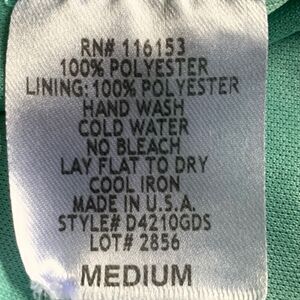 RN# 116153
100% POLYESTER
LINING: 100% POLYESTER
HAND WASH
COLD WATER
NO BLEACH
LAY FLAT TO DRY
COOL IRON
MADE IN U.S.A.
STYLE# D4210GDS
LOT# 2856
MEDIUM